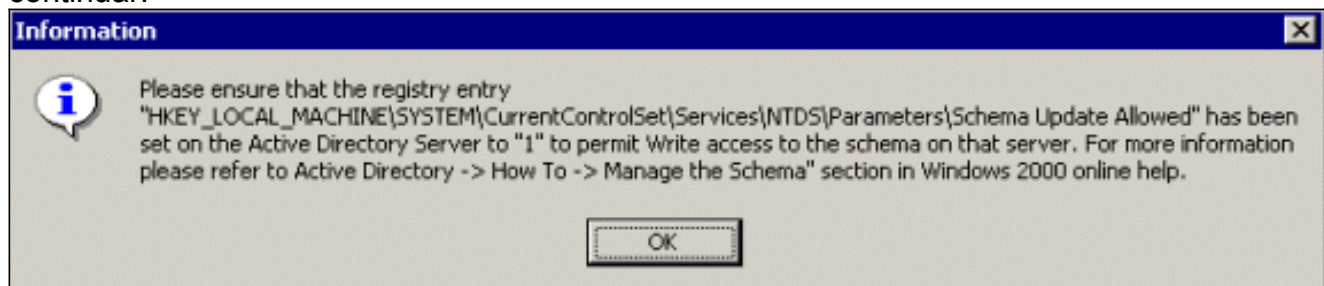 continuar.
Information
Please ensure that the registry entry
"HKEY_LOCAL_MACHINE\SYSTEM\CurrentControlSet\Services\NTDS\Parameters\Schema Update Allowed" has been
set on the Active Directory Server to "1" to permit Write access to the schema on that server. For more information
please refer to Active Directory -> How To -> Manage the Schema" section in Windows 2000 online help.
OK